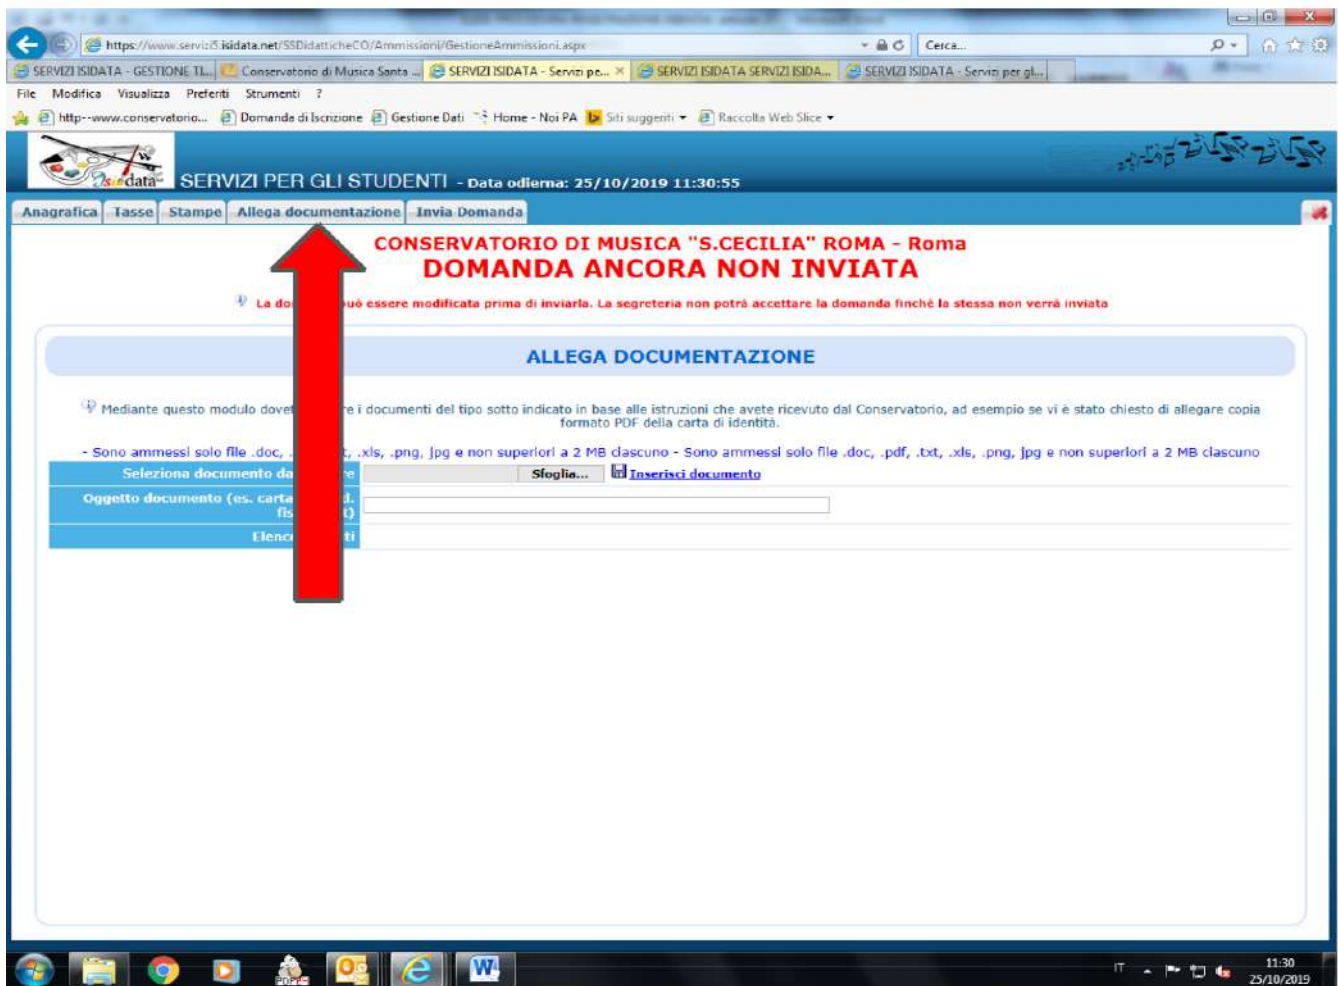 https://www.servizi5.isidata.net/SSDidatticheCO/Ammissioni/GestioneAmmissioni.aspx
Cerca...
SERVIZI ISIDATA - GESTIONE TI...
Conservatorio di Musica Santa ...
SERVIZI ISIDATA - Servizi pe...
SERVIZI ISIDATA SERVIZI ISIDA...
SERVIZI ISIDATA - Servizi per gl...
File Modifica Visualizza Preferiti Strumenti ?
http--www.conservatorio...
Domanda di Iscrizione
Gestione Dati
Home - Noi PA
Siti suggeriti
Raccolta Web Slice
Isidata
SERVIZI PER GLI STUDENTI - Data odierna: 25/10/2019 11:30:55
Anagrafica Tasse Stampe Allega documentazione Invia Domanda
CONSERVATORIO DI MUSICA "S.CECILIA" ROMA - Roma
DOMANDA ANCORA NON INVIATA
La essere modificata prima di inviarla. La segreteria non potrà accettare la domanda finchè la stessa non verrà inviata
ALLEGA DOCUMENTAZIONE
Mediante questo modulo i documenti del tipo sotto indicato in base alle istruzioni che avete ricevuto dal Conservatorio, ad esempio se vi è stato chiesto di allegare copia
formato PDF della carta di identità.
- Sono ammessi solo file .doc, .xls, .png, jpg e non superiori a 2 MB ciascuno - Sono ammessi solo file .doc, .pdf, .txt, .xls, .png, jpg e non superiori a 2 MB ciascuno
Seleziona documento
Sfoglia...
Inserisci documento
Oggetto documento (es. carta
Elenco
IT
11:30
25/10/2019